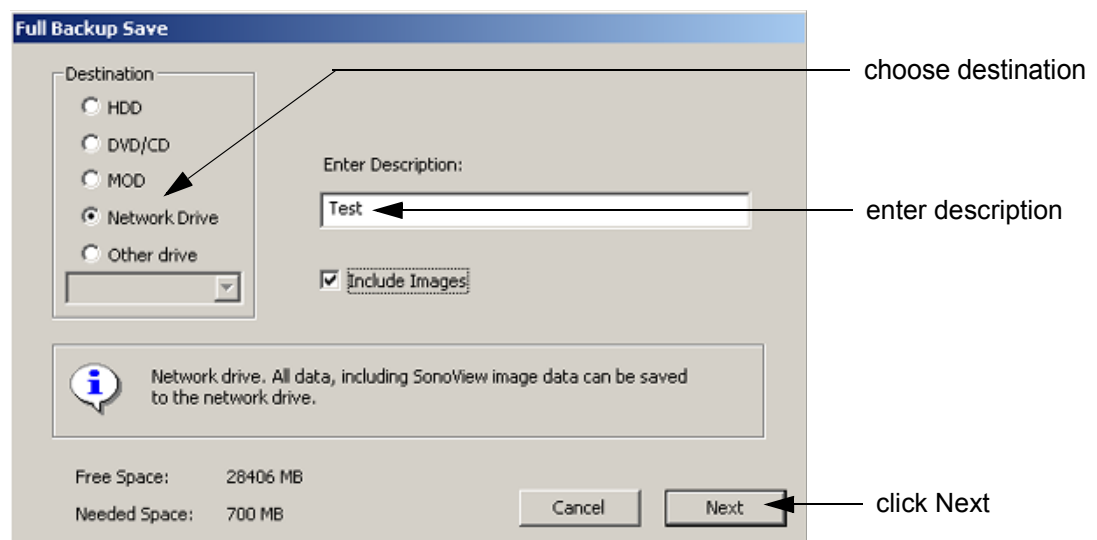 Full Backup Save
Destination
choose destination
HDD
DVD/CD
MOD
Network Drive
Other drive
Enter Description:
Test
enter description
Include Images
Network drive. All data, including SonoView image data can be saved
to the network drive.
Free Space: 28406 MB
Needed Space: 700 MB
Cancel
Next
click Next